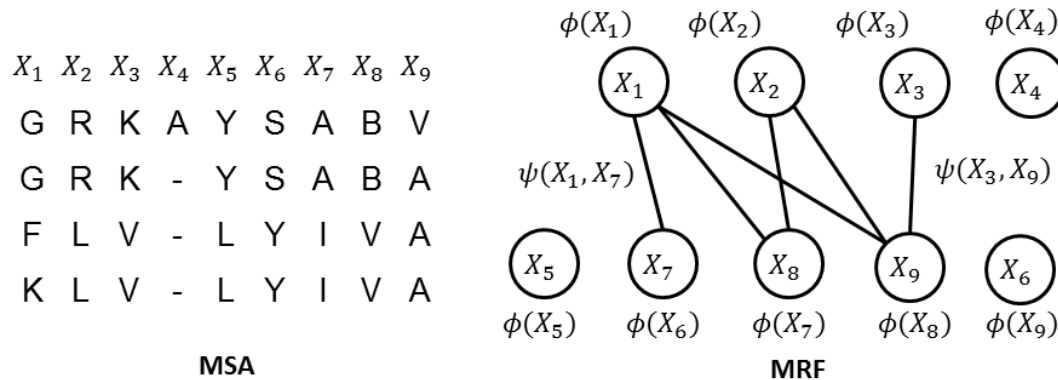 X₁ X₂ X₃ X₄ X₅ X₆ X₇ X₈ X₉
G R K A Y S A B V
G R K - Y S A B A
F L V - L Y I V A
K L V - L Y I V A
MSA
ϕ(X₁) ϕ(X₂) ϕ(X₃) ϕ(X₄)
X₁ X₂ X₃ X₄
ψ(X₁, X₇) ψ(X₃, X₉)
X₅ X₇ X₈ X₉ X₆
ϕ(X₅) ϕ(X₆) ϕ(X₇) ϕ(X₈) ϕ(X₉)
MRF